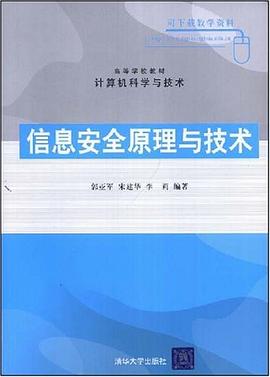 可下载教学资料
高等学校教材
计算机科学与技术
信息安全原理与技术
郭亚军 宋建华 李莉 编著
清华大学出版社